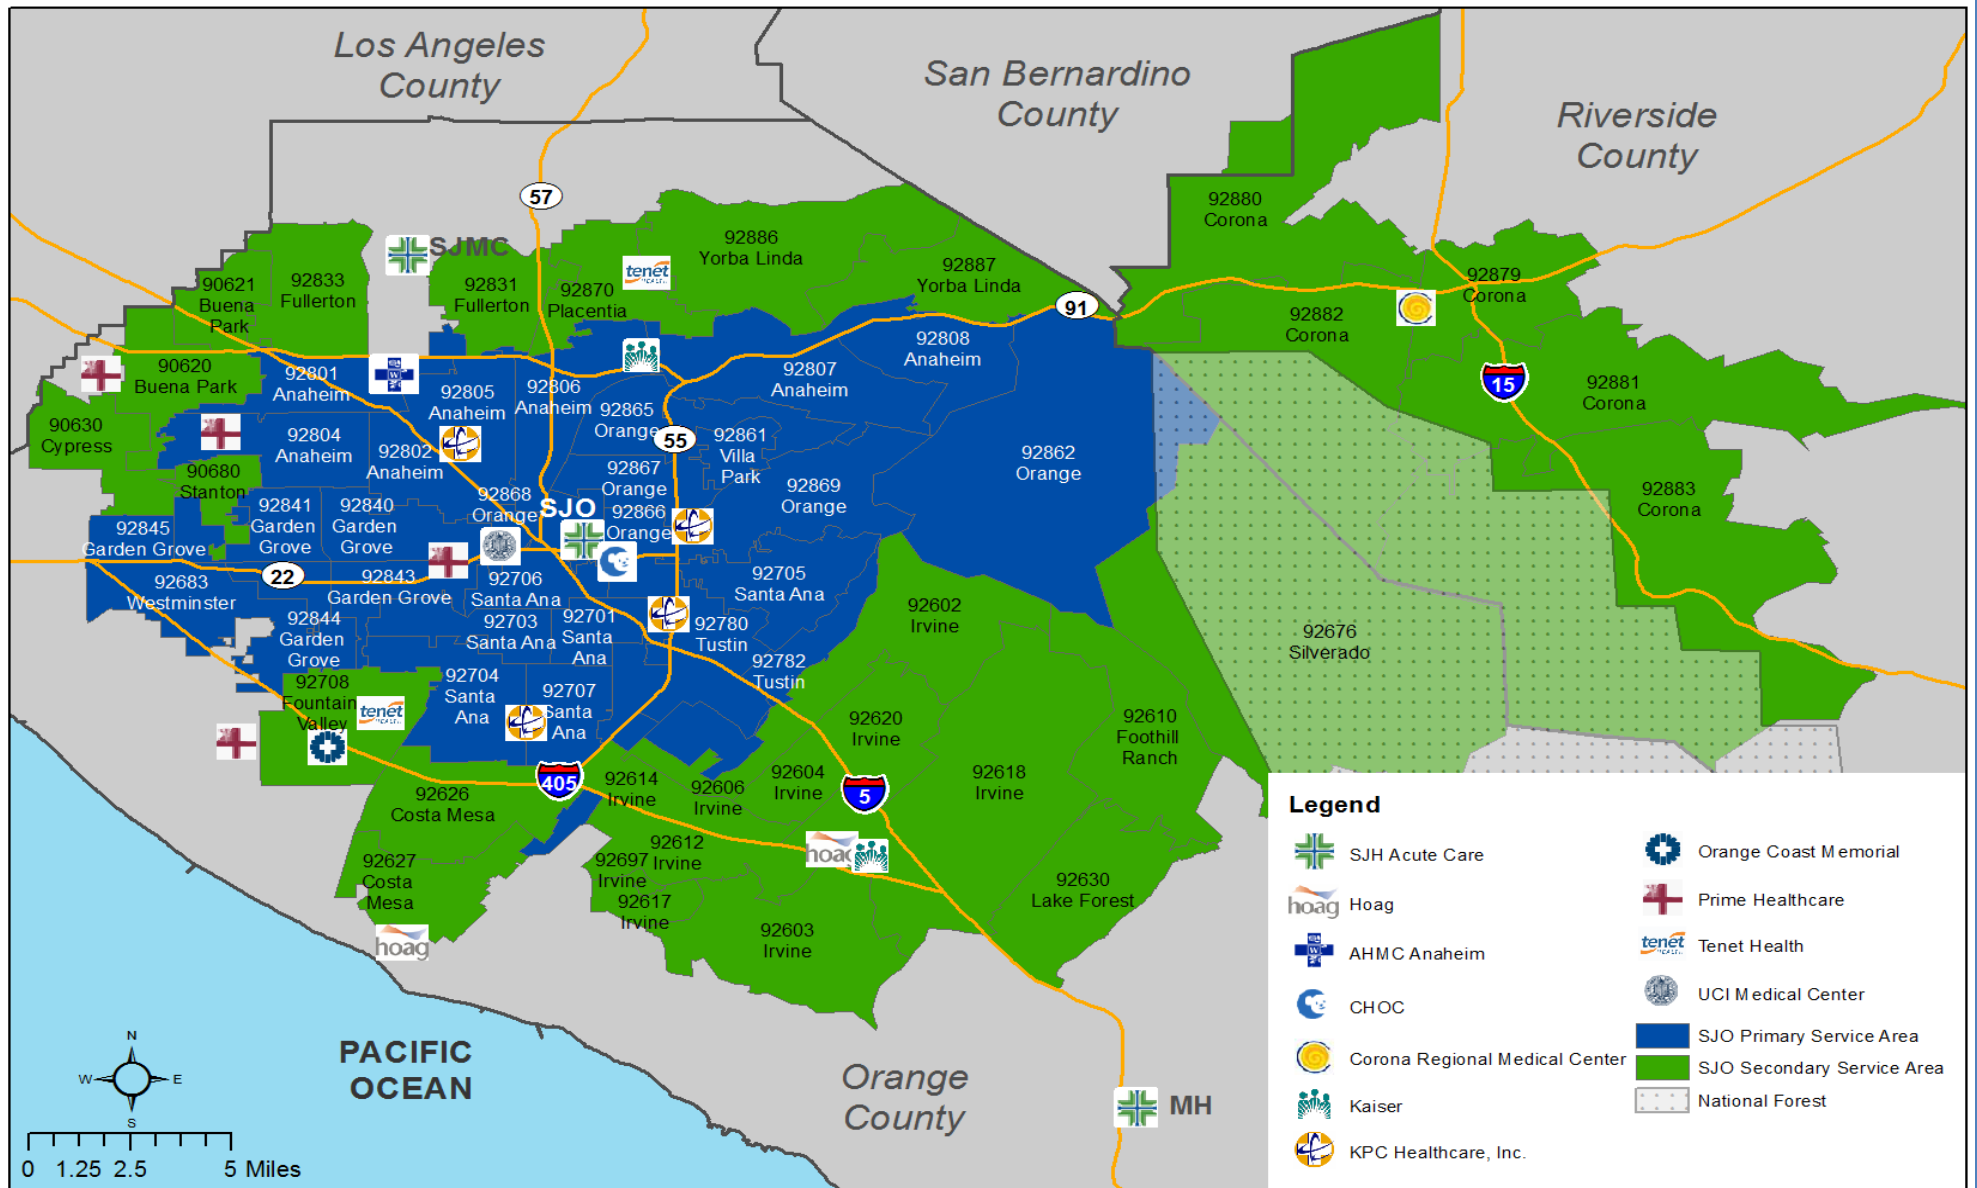 Los Angeles
County
San Bernardino
County
Riverside
County
57
SJMC
92886
Yorba Linda
92887
Yorba Linda
92880
Corona
90621
Buena
Park
92833
Fullerton
92831
Fullerton
92870
Placentia
tenet
HEALTH
91
92879
Corona
92882
Corona
90620
Buena Park
92801
Anaheim
W
92805
Anaheim
92806
Anaheim
92808
Anaheim
92807
Anaheim
15
92881
Corona
90630
Cypress
92804
Anaheim
92802
Anaheim
92865
Orange
55
92861
Villa
Park
92862
Orange
90680
Stanton
92867
Orange
92869
Orange
92883
Corona
92868
Orange
SJO
92866
Orange
92845
Garden Grove
92841
Garden
Grove
92840
Garden
Grove
22
92843
Garden Grove
92683
Westminster
92706
Santa Ana
92705
Santa Ana
92844
Garden
Grove
92703
Santa Ana
92701
Santa
Ana
92780
Tustin
92602
Irvine
92676
Silverado
92782
Tustin
92708
Fountain
Valley
tenet
HEALTH
92704
Santa
Ana
92707
Santa
Ana
92620
Irvine
92610
Foothill
Ranch
405
92614
Irvine
92606
Irvine
92604
Irvine
5
92618
Irvine
92626
Costa Mesa
92612
Irvine
92697
Irvine
hoag
92627
Costa
Mesa
92617
Irvine
92630
Lake Forest
92603
Irvine
hoag
PACIFIC
OCEAN
Orange
County
MH
N
W
E
S
0 1.25 2.5 5 Miles
Legend
SJH Acute Care
hoag
Hoag
W
AHMC Anaheim
CHOC
Corona Regional Medical Center
Kaiser
KPC Healthcare, Inc.
Orange Coast Memorial
Prime Healthcare
tenet
HEALTH
Tenet Health
UCI Medical Center
SJO Primary Service Area
SJO Secondary Service Area
National Forest